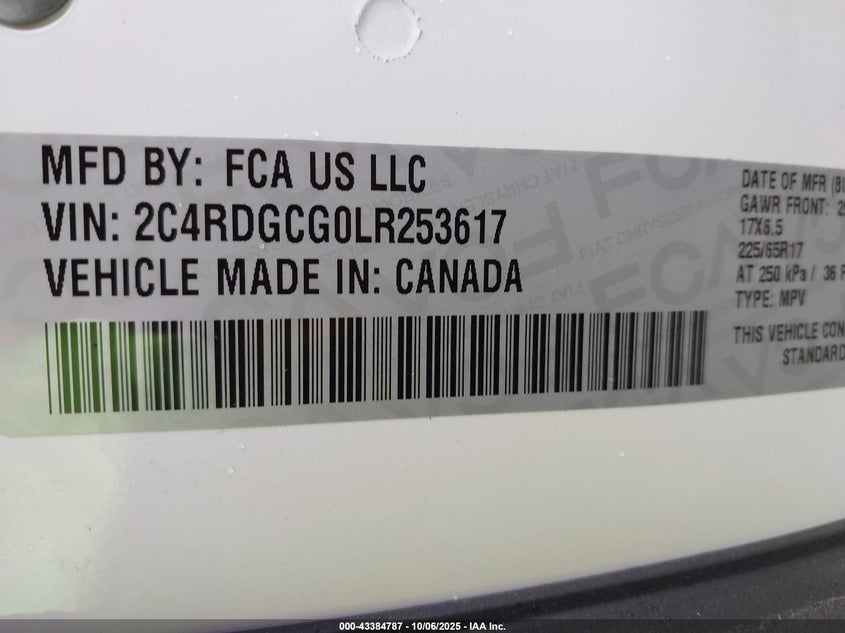 MFD BY: FCA US LLC
VIN: 2C4RDGCG0LR253617
VEHICLE MADE IN: CANADA
DATE OF MFR
GAWR FRONT:
17X6.5
225/65R17
AT 250 kPa / 36
TYPE: MPV
THIS VEHICLE
STANDARD
000-43384787 - 10/06/2025 - IAA Inc.